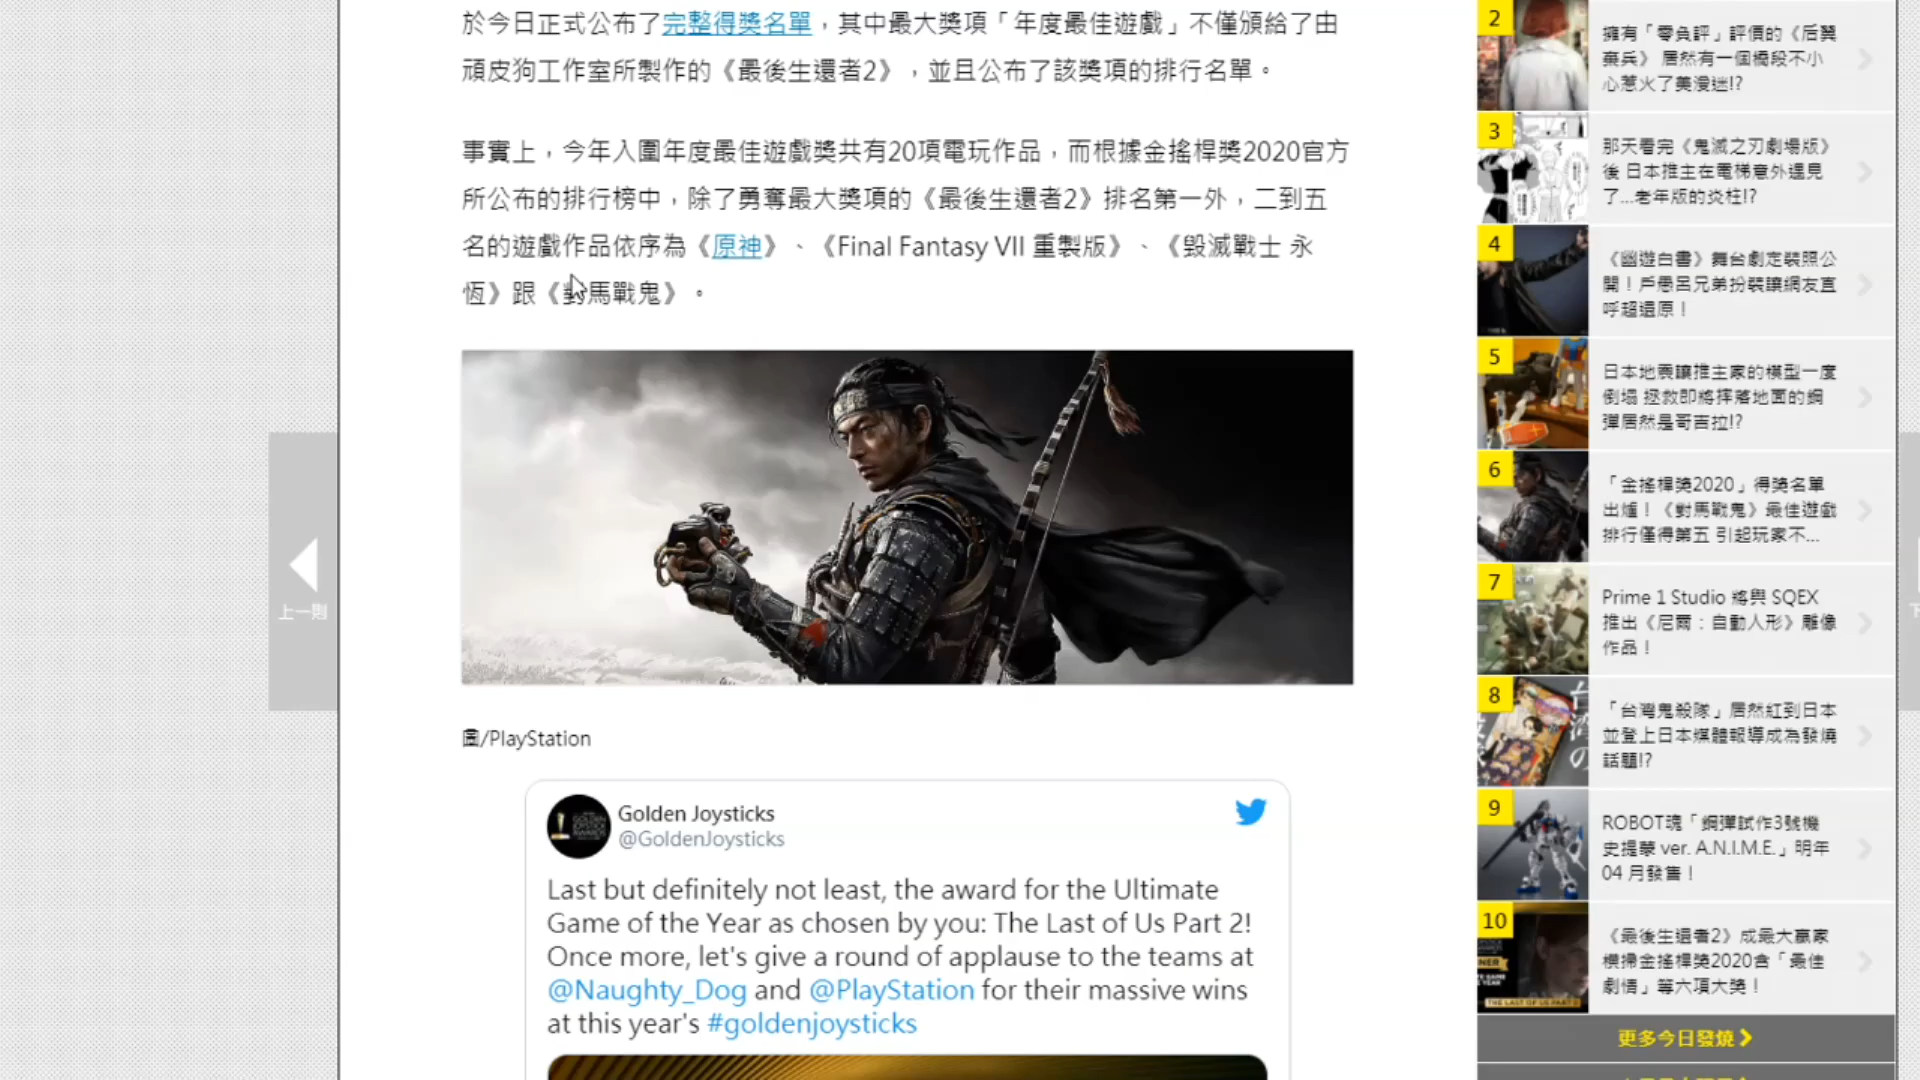 於今日正式公布了完整得獎名單，其中最大獎項「年度最佳遊戲」不僅頒給了由
頑皮狗工作室所製作的《最後生還者2》，並且公布了該獎項的排行名單。
事實上，今年入圍年度最佳遊戲獎共有20項電玩作品，而根據金搖桿獎2020官方
所公布的排行榜中，除了勇奪最大獎項的《最後生還者2》排名第一外，二到五
名的遊戲作品依序為《原神》、《Final Fantasy VII 重製版》、《毀滅戰士 永
恆》跟《對馬戰鬼》。
上一則
圖/PlayStation
Golden Joysticks
@GoldenJoysticks
Last but definitely not least, the award for the Ultimate
Game of the Year as chosen by you: The Last of Us Part 2!
Once more, let's give a round of applause to the teams at
@Naughty_Dog and @PlayStation for their massive wins
at this year's #goldenjoysticks
2
擁有「零負評」評價的《后翼
棄兵》 居然有一個橋段不小
心惹火了美漫迷!?
3
那天看完《鬼滅之刃劇場版》
後 日本推主在電梯意外遇見
了...老年版的炎柱!?
4
《幽遊白書》舞台劇定裝照公
開！戶愚呂兄弟扮裝讓網友直
呼超還原！
5
日本地震讓推主家的模型一度
倒塌 拯救即將摔落地面的鋼
彈居然是哥吉拉!?
6
「金搖桿獎2020」得獎名單
出爐！《對馬戰鬼》最佳遊戲
排行僅得第五 引起玩家不...
7
Prime 1 Studio 將與 SQEX
推出《尼爾：自動人形》雕像
作品！
8
「台灣鬼殺隊」居然紅到日本
並登上日本媒體報導成為發燒
話題!?
9
ROBOT魂「鋼彈試作3號機
史提蒙 ver. A.N.I.M.E.」明年
04 月發售！
10
《最後生還者2》成最大贏家
橫掃金搖桿獎2020含「最佳
劇情」等六項大獎！
THE LAST OF US PART 2
更多今日發燒